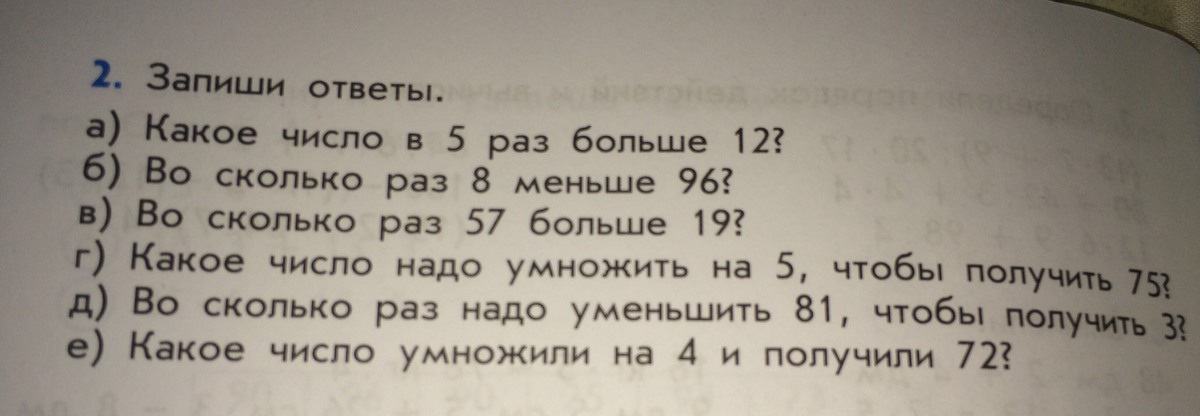 2. Запиши ответы.
а) Какое число в 5 раз больше 12?
б) Во сколько раз 8 меньше 96?
в) Во сколько раз 57 больше 19?
г) Какое число надо умножить на 5, чтобы получить 75?
д) Во сколько раз надо уменьшить 81, чтобы получить 3?
е) Какое число умножили на 4 и получили 72?